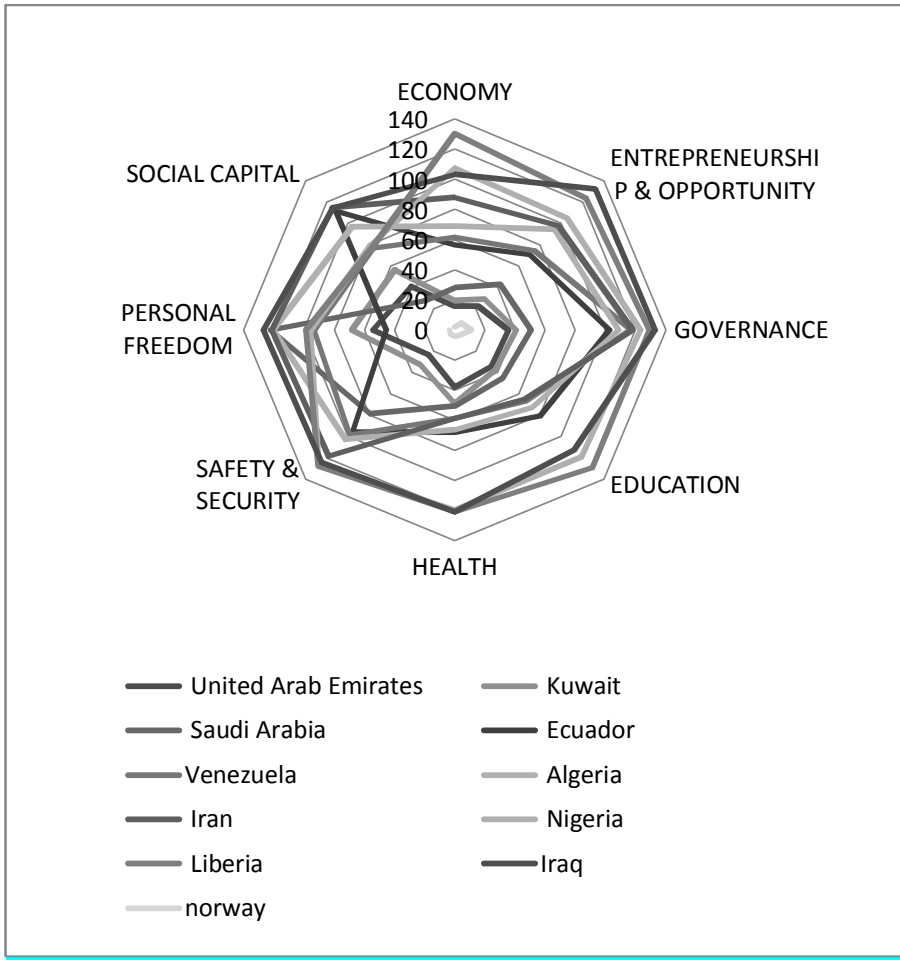 ECONOMY
140
120
100
80
60
40
20
0
ENTREPRENEURSHI
P & OPPORTUNITY
GOVERNANCE
EDUCATION
HEALTH
SAFETY &
SECURITY
PERSONAL
FREEDOM
SOCIAL CAPITAL
United Arab Emirates
Kuwait
Saudi Arabia
Ecuador
Venezuela
Algeria
Iran
Nigeria
Liberia
Iraq
norway